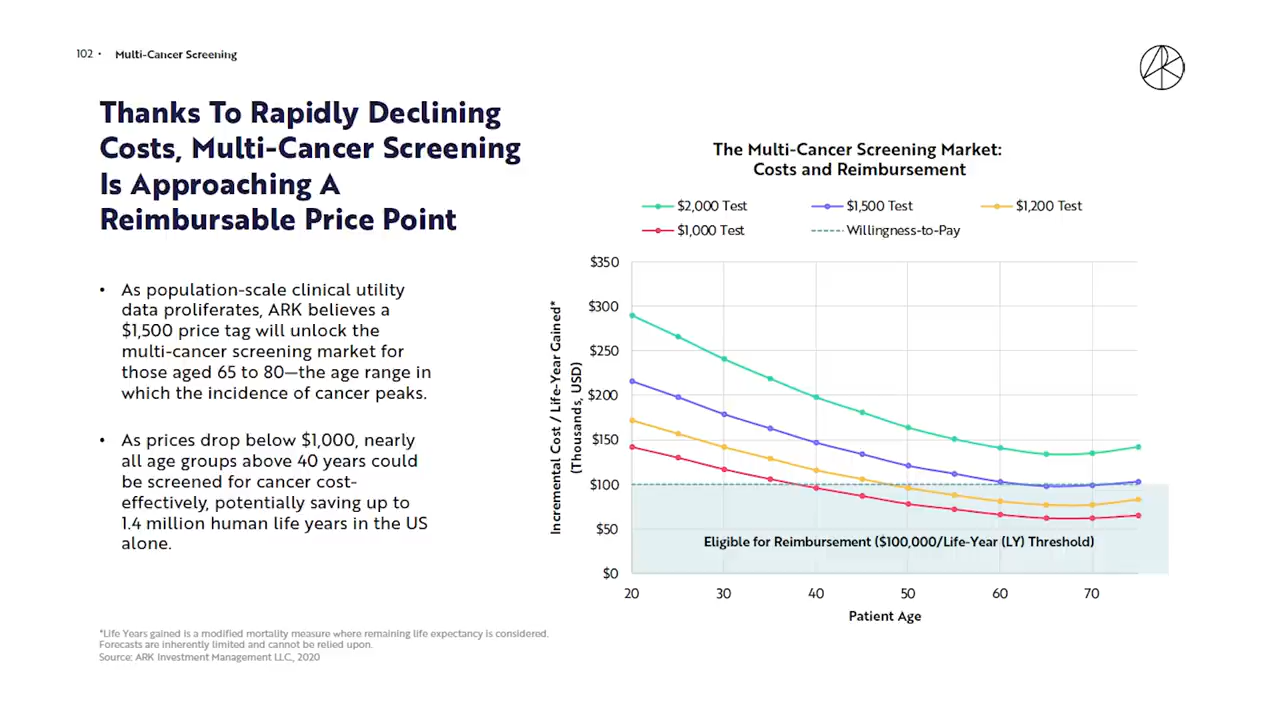 102 • Multi-Cancer Screening
Thanks To Rapidly Declining
Costs, Multi-Cancer Screening
Is Approaching A
Reimbursable Price Point
• As population-scale clinical utility
data proliferates, ARK believes a
$1,500 price tag will unlock the
multi-cancer screening market for
those aged 65 to 80—the age range in
which the incidence of cancer peaks.
• As prices drop below $1,000, nearly
all age groups above 40 years could
be screened for cancer cost-
effectively, potentially saving up to
1.4 million human life years in the US
alone.
The Multi-Cancer Screening Market:
Costs and Reimbursement
$2,000 Test $1,500 Test $1,200 Test
$1,000 Test Willingness-to-Pay
Incremental Cost / Life-Year Gained*
(Thousands, USD)
$350
$300
$250
$200
$150
$100
$50
$0
Eligible for Reimbursement ($100,000/Life-Year (LY) Threshold)
20 30 40 50 60 70
Patient Age
*Life Years gained is a modified mortality measure where remaining life expectancy is considered.
Forecasts are inherently limited and cannot be relied upon.
Source: ARK Investment Management LLC., 2020